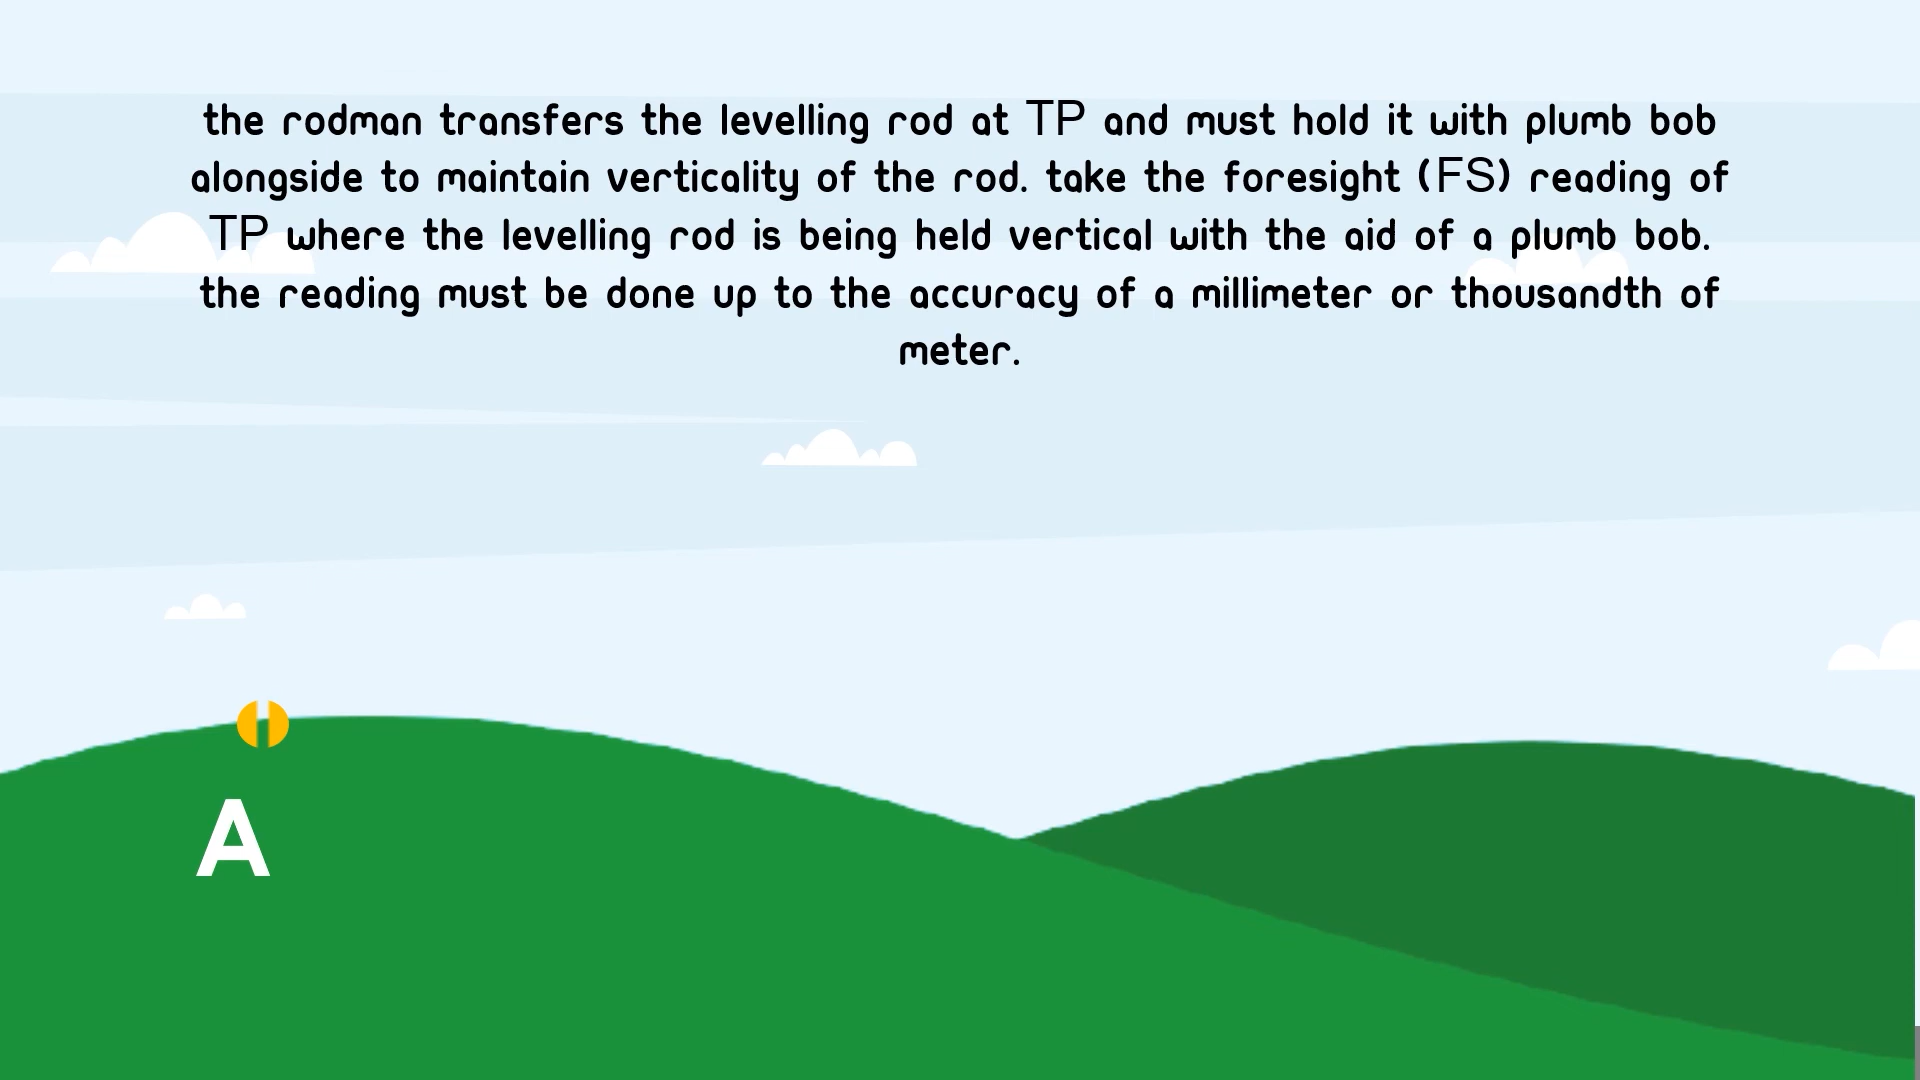 the rodman transfers the levelling rod at TP and must hold it with plumb bob
alongside to maintain verticality of the rod. take the foresight (FS) reading of
TP where the levelling rod is being held vertical with the aid of a plumb bob.
the reading must be done up to the accuracy of a millimeter or thousandth of
meter.
A